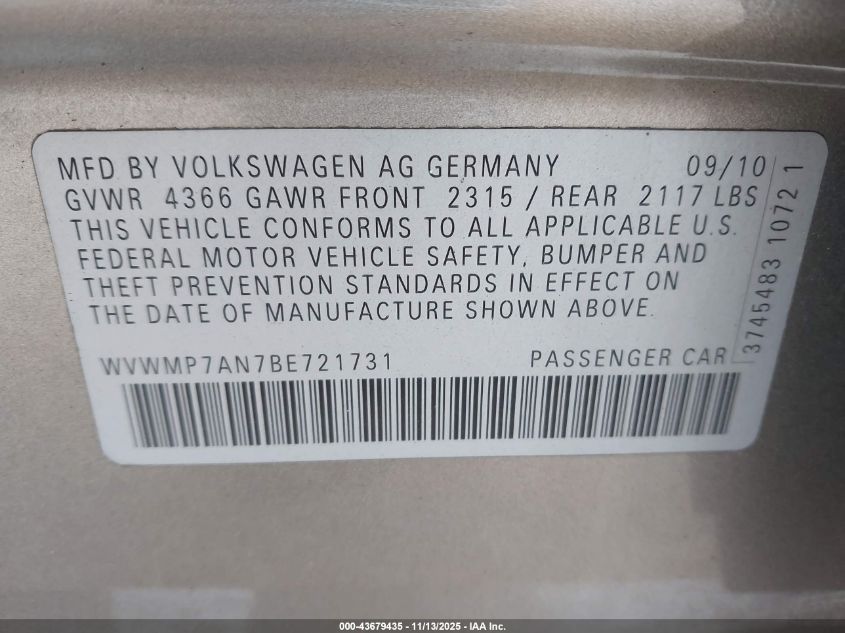 MFD BY VOLKSWAGEN AG GERMANY 09/10
GVWR 4366 GAWR FRONT 2315 / REAR 2117 LBS
THIS VEHICLE CONFORMS TO ALL APPLICABLE U.S.
FEDERAL MOTOR VEHICLE SAFETY, BUMPER AND
THEFT PREVENTION STANDARDS IN EFFECT ON
THE DATE OF MANUFACTURE SHOWN ABOVE.
WVWMP7AN7BE721731 PASSENGER CAR
3745483 1072 1
000-43679435 - 11/13/2025 - IAA Inc.